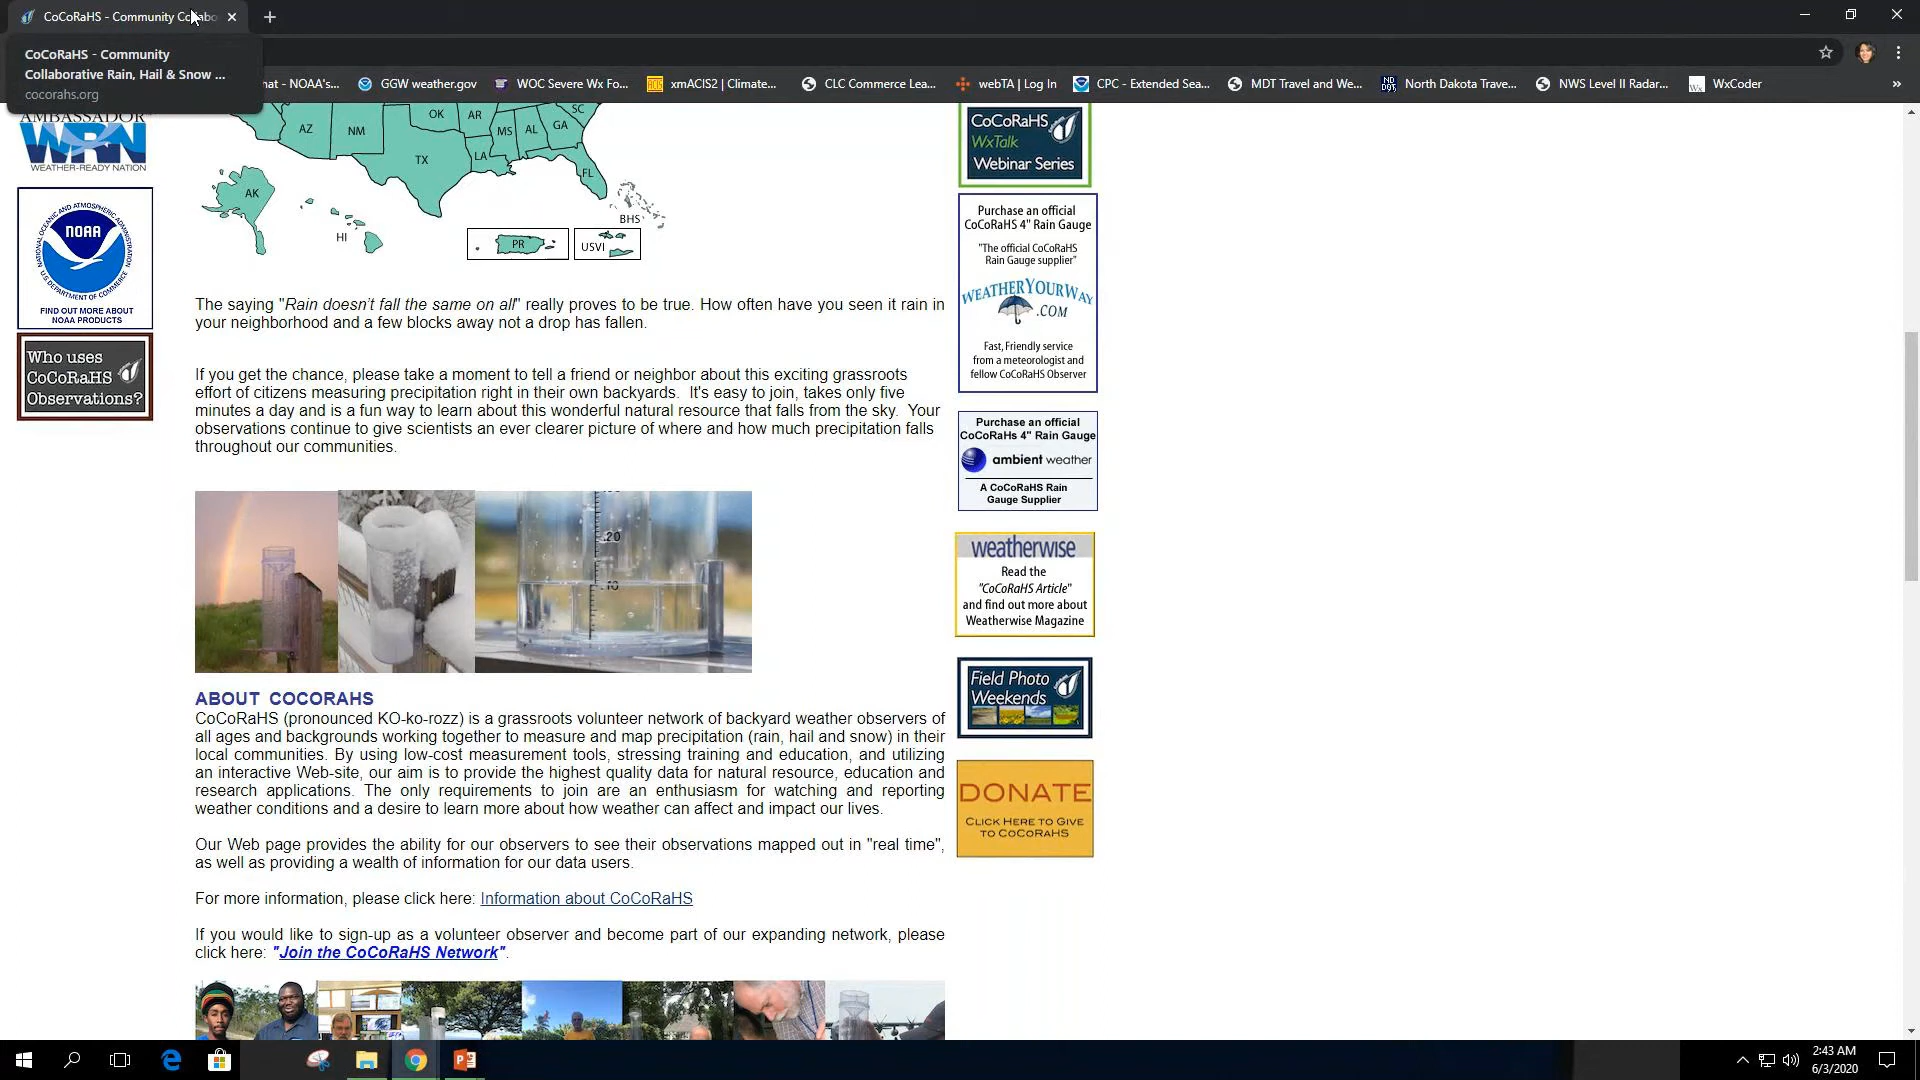 CoCoRaHS - Community Collabo
CoCoRaHS - Community
Collaborative Rain, Hail & Snow ...
cocorahs.org
hat - NOAA's...
GGW weather.gov
WOC Severe Wx Fo...
xmACIS2 | Climate...
CLC Commerce Lea...
webTA | Log In
CPC - Extended Sea...
MDT Travel and We...
North Dakota Trave...
NWS Level II Radar...
Wx
WxCoder
»
AMBASSADOR
WRN
WEATHER-READY NATION
NATIONAL OCEANIC AND ATMOSPHERIC ADMINISTRATION
NOAA
U.S. DEPARTMENT OF COMMERCE
FIND OUT MORE ABOUT
NOAA PRODUCTS
Who uses
CoCoRaHS
Observations?
AZ
NM
OK
AR
TX
LA
MS
AL
GA
SC
FL
AK
HI
PR
USVI
BHS
The saying "Rain doesn't fall the same on all" really proves to be true. How often have you seen it rain in
your neighborhood and a few blocks away not a drop has fallen.
If you get the chance, please take a moment to tell a friend or neighbor about this exciting grassroots
effort of citizens measuring precipitation right in their own backyards. It's easy to join, takes only five
minutes a day and is a fun way to learn about this wonderful natural resource that falls from the sky. Your
observations continue to give scientists an ever clearer picture of where and how much precipitation falls
throughout our communities.
.20
.10
ABOUT COCORAHS
CoCoRaHS (pronounced KO-ko-rozz) is a grassroots volunteer network of backyard weather observers of
all ages and backgrounds working together to measure and map precipitation (rain, hail and snow) in their
local communities. By using low-cost measurement tools, stressing training and education, and utilizing
an interactive Web-site, our aim is to provide the highest quality data for natural resource, education and
research applications. The only requirements to join are an enthusiasm for watching and reporting
weather conditions and a desire to learn more about how weather can affect and impact our lives.
Our Web page provides the ability for our observers to see their observations mapped out in "real time",
as well as providing a wealth of information for our data users.
For more information, please click here: Information about CoCoRaHS
If you would like to sign-up as a volunteer observer and become part of our expanding network, please
click here: "Join the CoCoRaHS Network".
CoCoRaHS
WxTalk
Webinar Series
Purchase an official
CoCoRaHS 4" Rain Gauge
"The official CoCoRaHS
Rain Gauge supplier"
WEATHERYOURWAY
.COM
Fast, Friendly service
from a meteorologist and
fellow CoCoRaHS Observer
Purchase an official
CoCoRaHs 4" Rain Gauge
ambient weather
A CoCoRaHS Rain
Gauge Supplier
weatherwise
Read the
"CoCoRaHS Article"
and find out more about
Weatherwise Magazine
Field Photo
Weekends
DONATE
CLICK HERE TO GIVE
TO COCORAHS
2:43 AM
6/3/2020